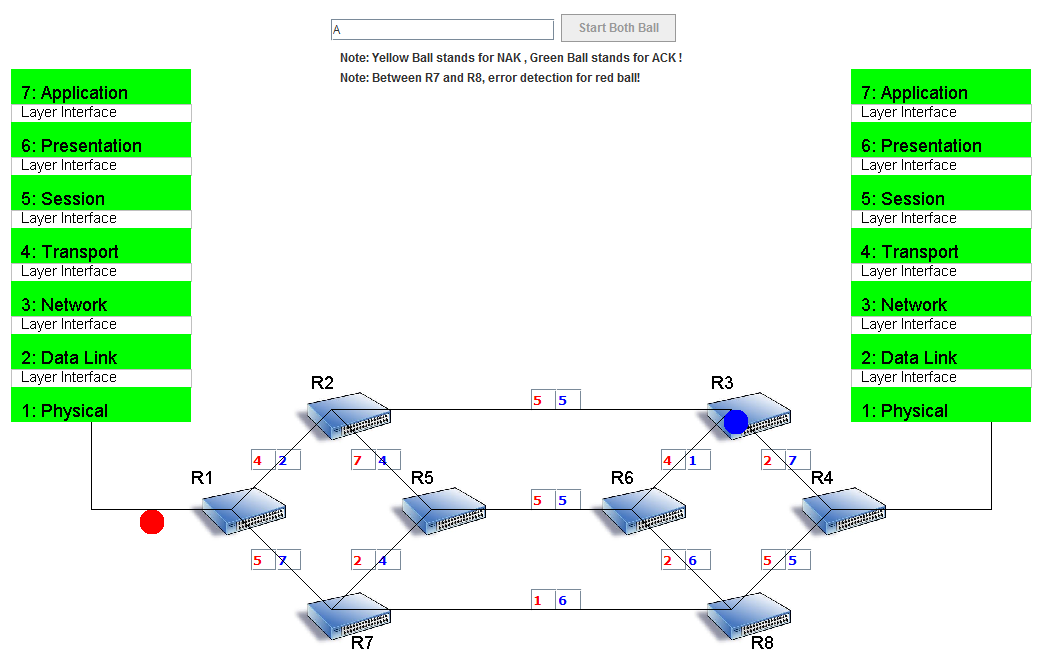 A
Start Both Ball
Note: Yellow Ball stands for NAK , Green Ball stands for ACK !
Note: Between R7 and R8, error detection for red ball!
7: Application
Layer Interface
6: Presentation
Layer Interface
5: Session
Layer Interface
4: Transport
Layer Interface
3: Network
Layer Interface
2: Data Link
Layer Interface
1: Physical
7: Application
Layer Interface
6: Presentation
Layer Interface
5: Session
Layer Interface
4: Transport
Layer Interface
3: Network
Layer Interface
2: Data Link
Layer Interface
1: Physical
R2
R3
5 5
4 2
7 4
4 1
2 7
R1
R5
R6
R4
5 5
5 7
2 4
2 6
5 5
1 6
R7
R8